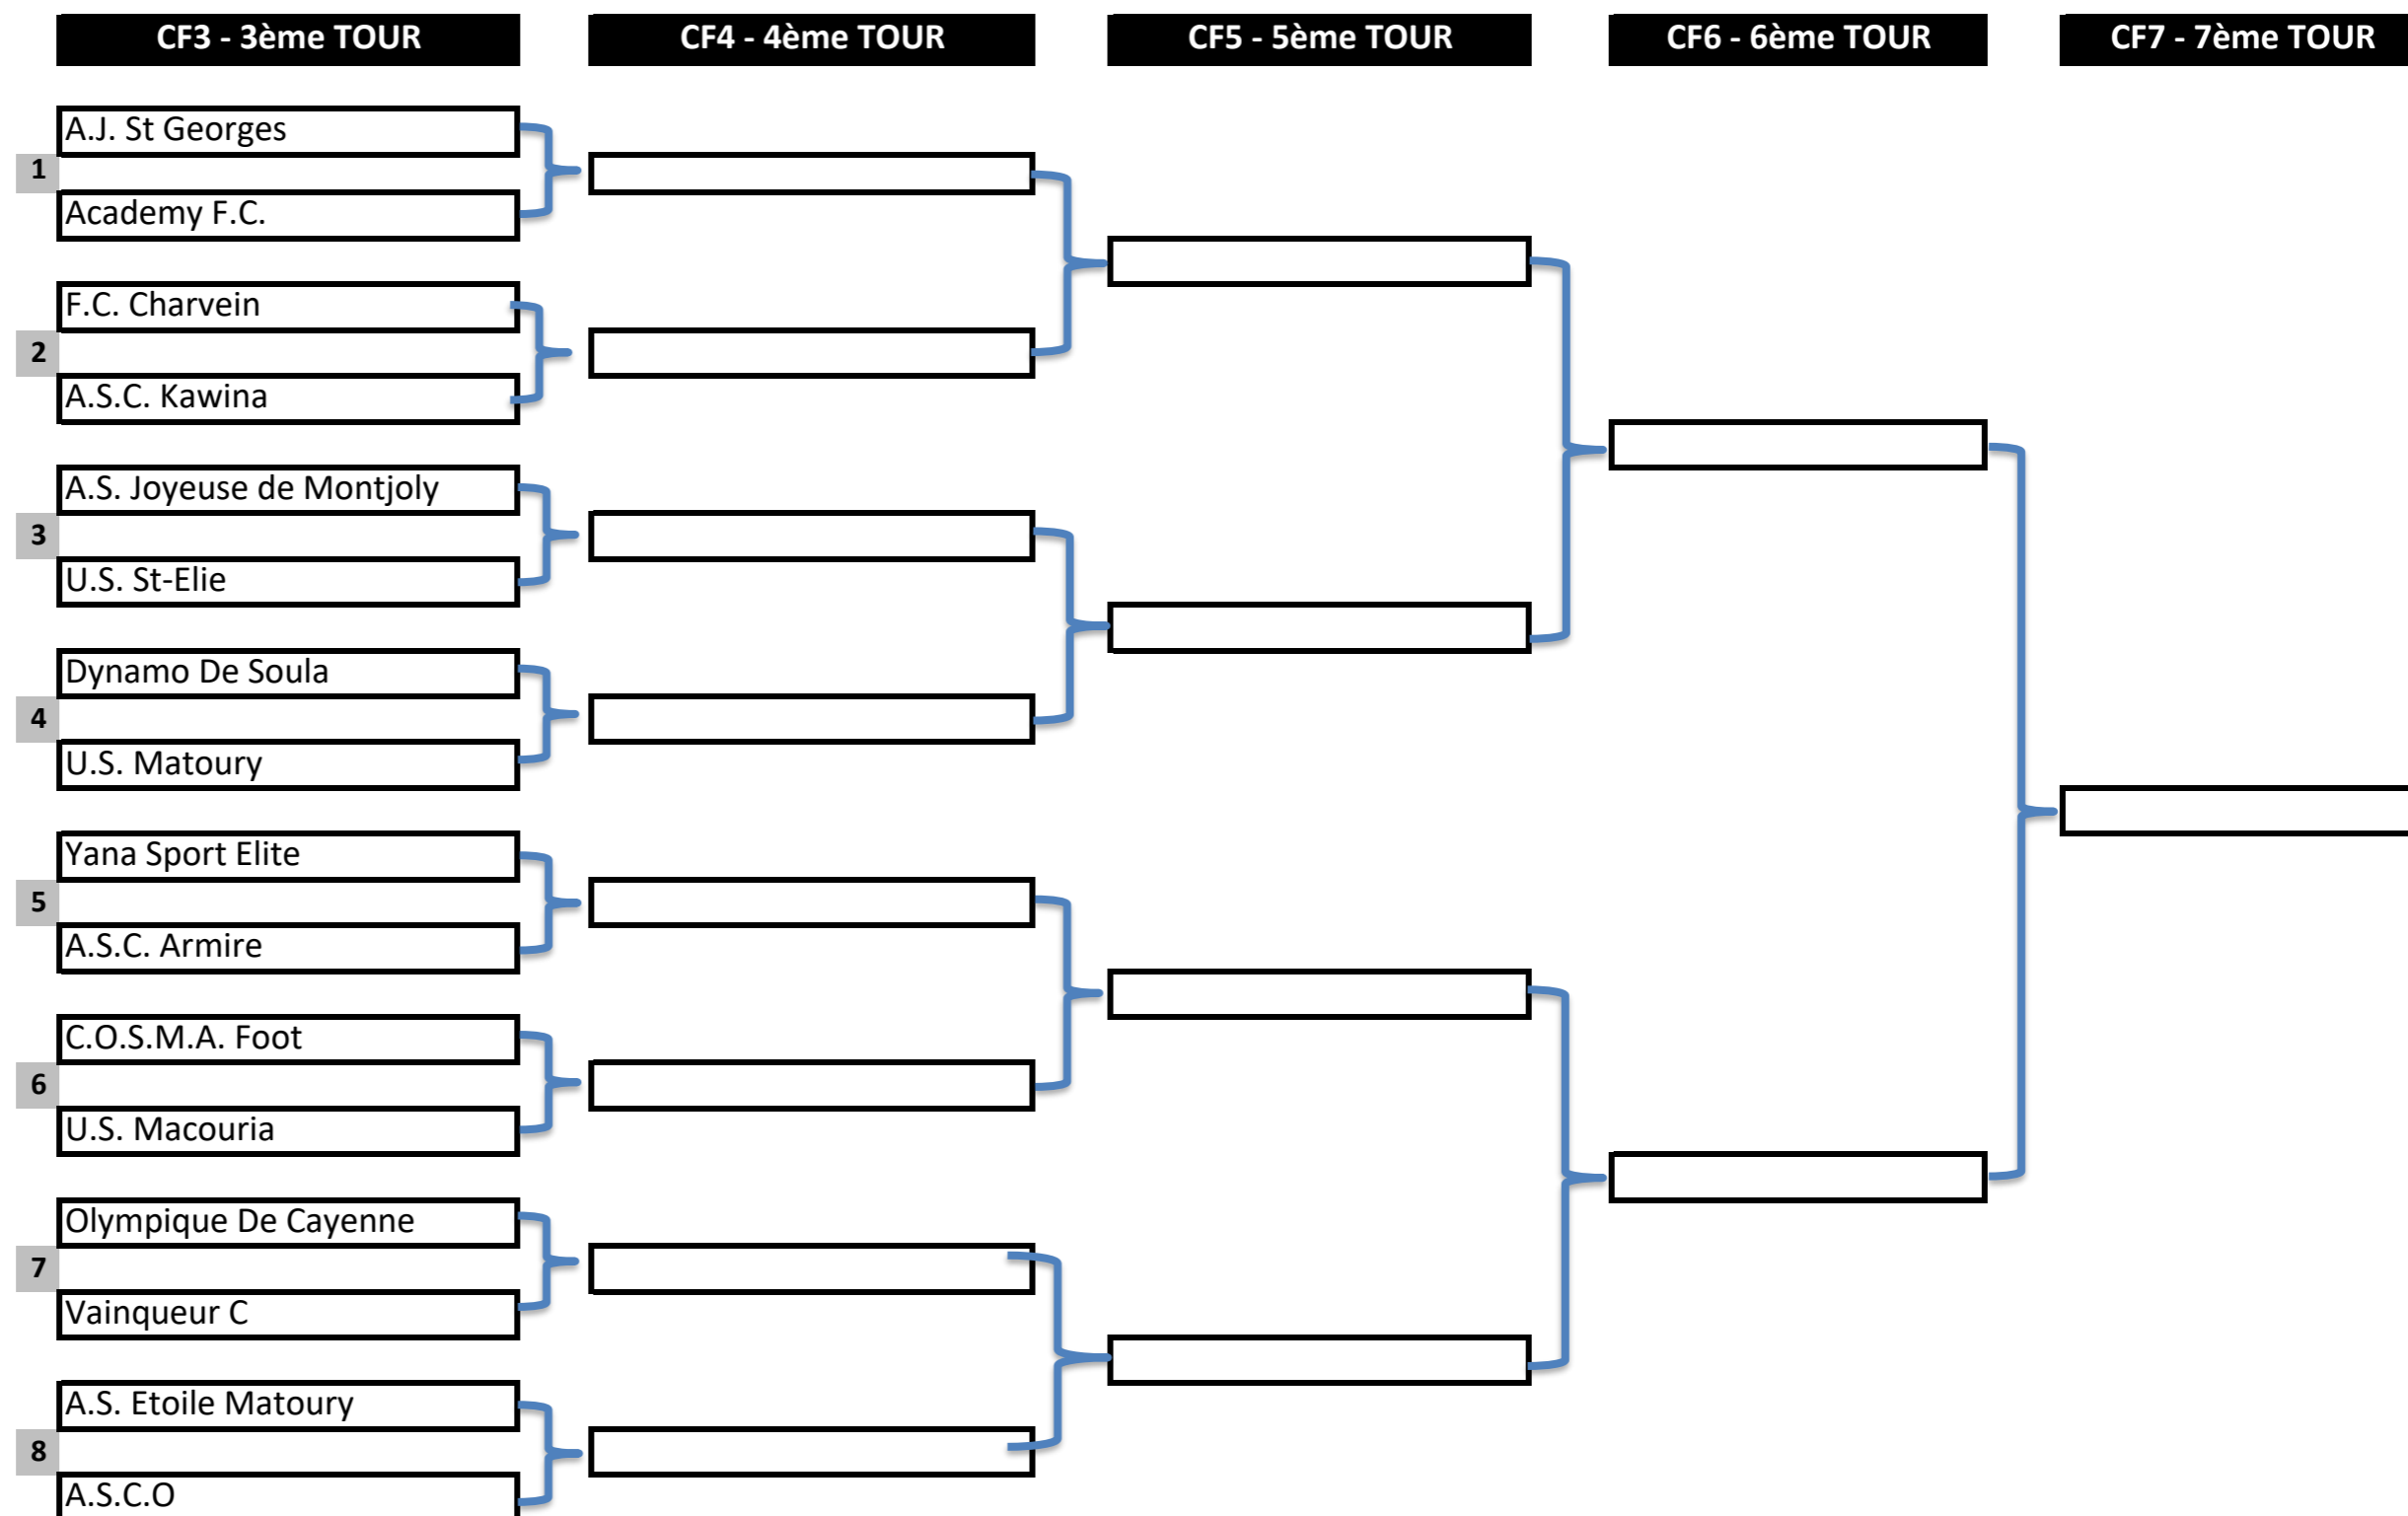 CF3 - 3ème TOUR CF4 - 4ème TOUR CF5 - 5ème TOUR CF6 - 6ème TOUR CF7 - 7ème TOUR
A.J. St Georges
1
Academy F.C.
F.C. Charvein
2
A.S.C. Kawina
A.S. Joyeuse de Montjoly
3
U.S. St-Elie
Dynamo De Soula
4
U.S. Matoury
Yana Sport Elite
5
A.S.C. Armire
C.O.S.M.A. Foot
6
U.S. Macouria
Olympique De Cayenne
7
Vainqueur C
A.S. Etoile Matoury
8
A.S.C.O